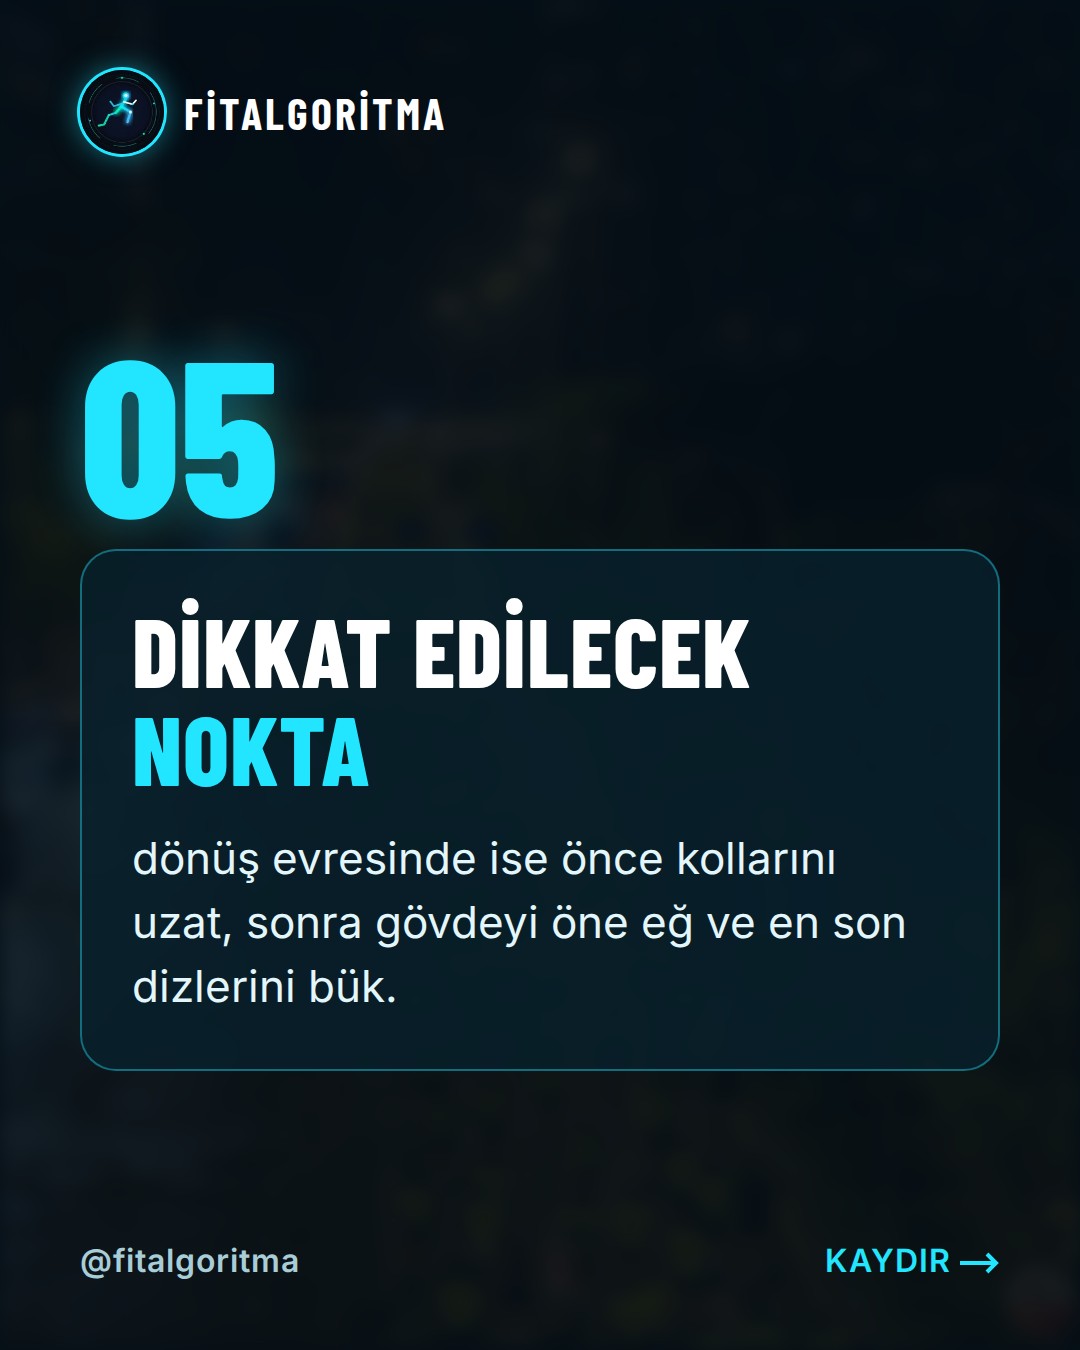 FİTALGORİTMA
05
DİKKAT EDİLECEK
NOKTA
dönüş evresinde ise önce kollarını
uzat, sonra gövdeyi öne eğ ve en son
dizlerini bük.
@fitalgoritma
KAYDIR →